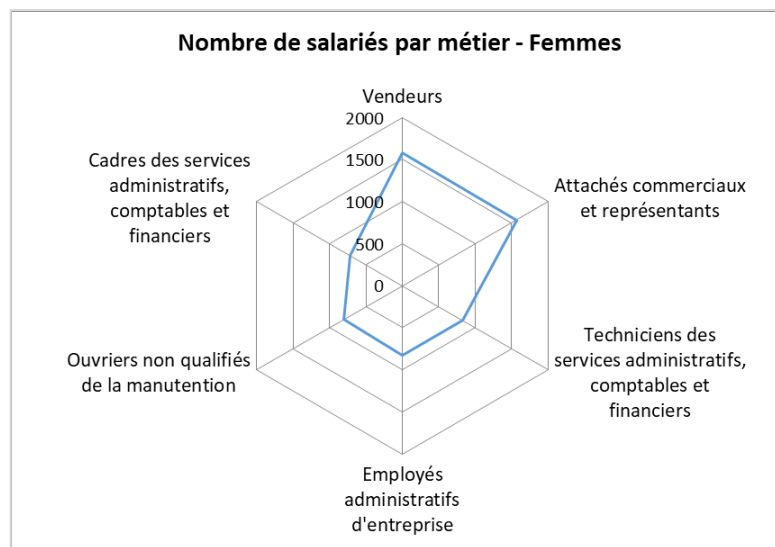 Nombre de salariés par métier - Femmes
Vendeurs
2000
1500
1000
500
0
Attachés commerciaux
et représentants
Techniciens des
services administratifs,
comptables et
financiers
Employés
administratifs
d'entreprise
Ouvriers non qualifiés
de la manutention
Cadres des services
administratifs,
comptables et
financiers